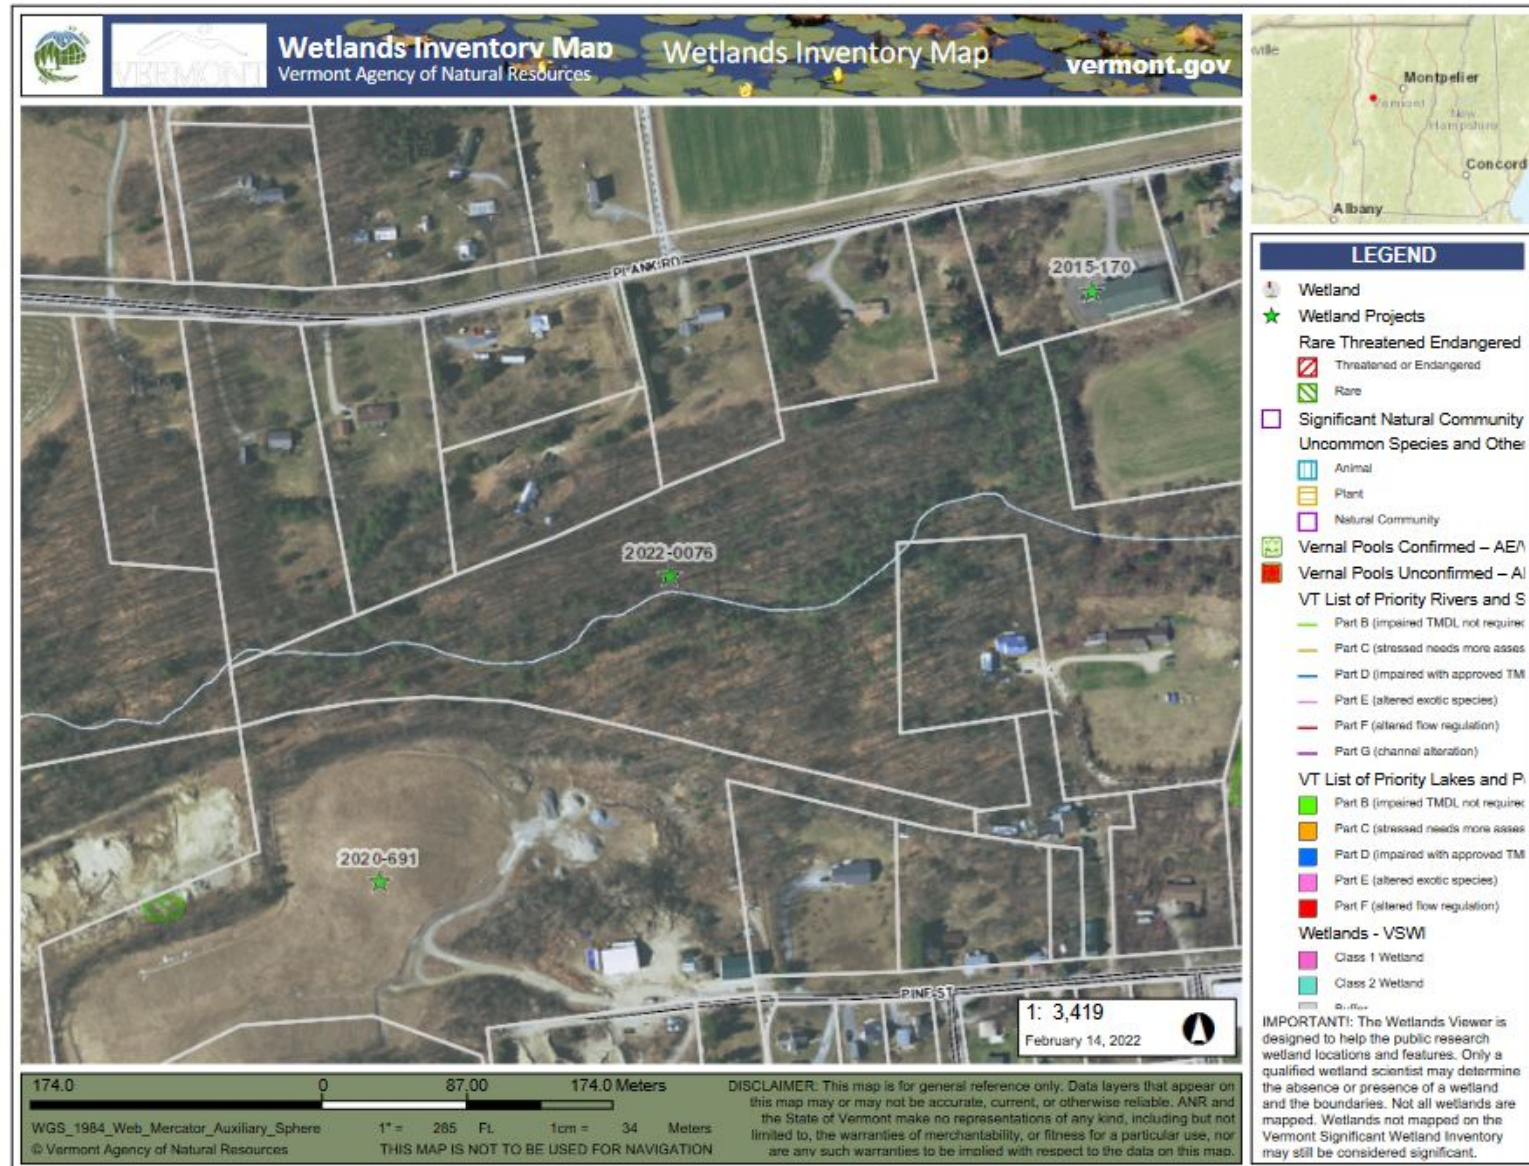 Wetlands Inventory Map
Vermont Agency of Natural Resources
VERMONT
Wetlands Inventory Map
vermont.gov
Montpelier
Vermont
New
Hampshire
Concord
Albany
PLANK RD
2015-170
2022-0076
2020-691
PINE ST
1: 3,419
February 14, 2022
LEGEND
Wetland
Wetland Projects
Rare Threatened Endangered
Threatened or Endangered
Rare
Significant Natural Community
Uncommon Species and Other
Animal
Plant
Natural Community
Vernal Pools Confirmed – AE/
Vernal Pools Unconfirmed –
VT List of Priority Rivers and S
Part B (impaired TMDL not required
Part C (stressed needs more asses
Part D (impaired with approved TM
Part E (altered exotic species)
Part F (altered flow regulation)
Part G (channel alteration)
VT List of Priority Lakes and P
Part B (impaired TMDL not required
Part C (stressed needs more asses
Part D (impaired with approved TM
Part E (altered exotic species)
Part F (altered flow regulation)
Wetlands - VSWI
Class 1 Wetland
Class 2 Wetland
Buffer
IMPORTANT!: The Wetlands Viewer is
designed to help the public research
wetland locations and features. Only a
qualified wetland scientist may determine
the absence or presence of a wetland
and the boundaries. Not all wetlands are
mapped. Wetlands not mapped on the
Vermont Significant Wetland Inventory
may still be considered significant.
174.0 0 87.00 174.0 Meters
WGS_1984_Web_Mercator_Auxiliary_Sphere 1" = 285 Ft. 1cm = 34 Meters
© Vermont Agency of Natural Resources THIS MAP IS NOT TO BE USED FOR NAVIGATION
DISCLAIMER: This map is for general reference only. Data layers that appear on
this map may or may not be accurate, current, or otherwise reliable. ANR and
the State of Vermont make no representations of any kind, including but not
limited to, the warranties of merchantability, or fitness for a particular use, nor
are any such warranties to be implied with respect to the data on this map.